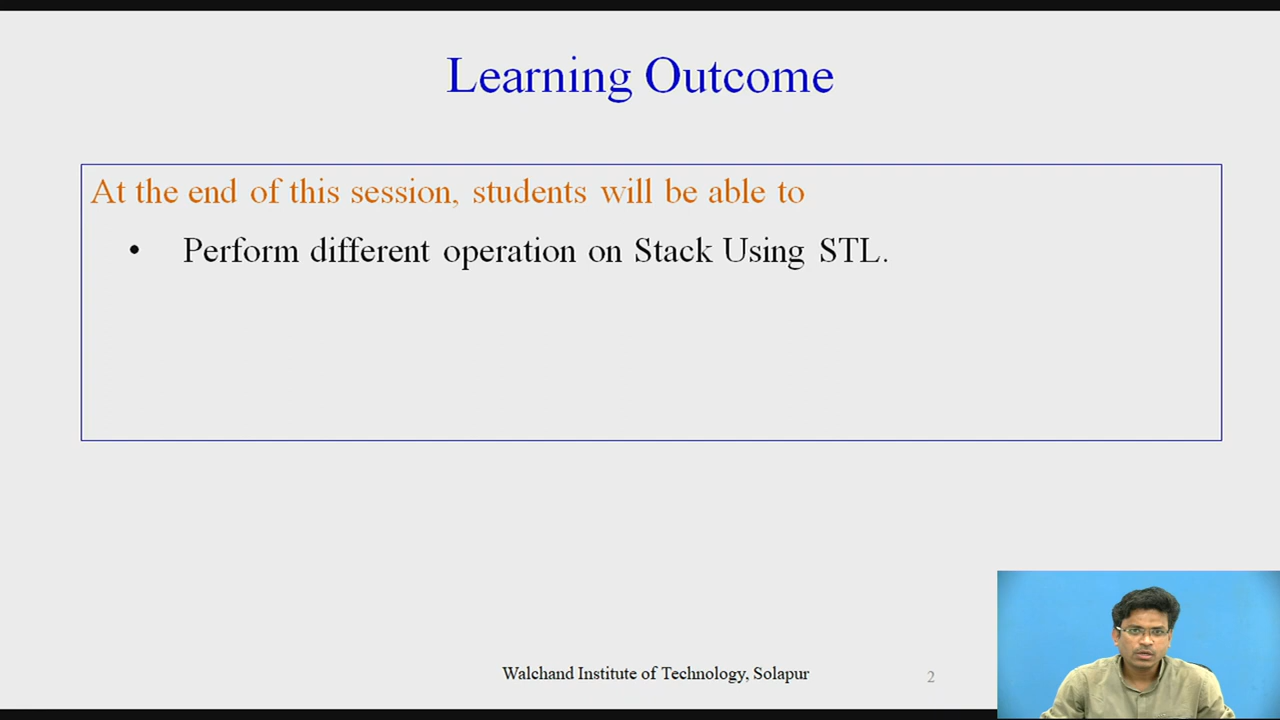 Learning Outcome
At the end of this session, students will be able to
• Perform different operation on Stack Using STL.
Walchand Institute of Technology, Solapur
2